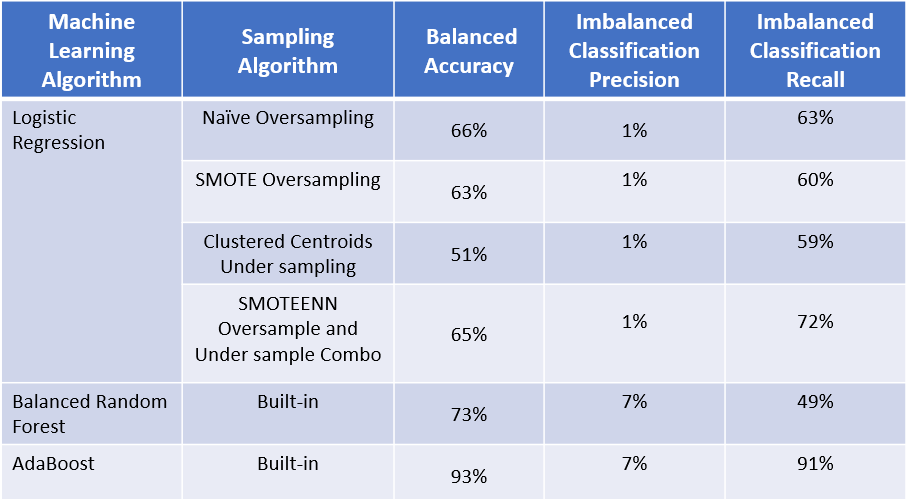 Machine
Learning
Algorithm
Sampling
Algorithm
Balanced
Accuracy
Imbalanced
Classification
Precision
Imbalanced
Classification
Recall
Logistic
Regression
Naïve Oversampling
66%
1%
63%
SMOTE Oversampling
63%
1%
60%
Clustered Centroids
Under sampling
51%
1%
59%
SMOTEENN
Oversample and
Under sample Combo
65%
1%
72%
Balanced Random
Forest
Built-in
73%
7%
49%
AdaBoost
Built-in
93%
7%
91%